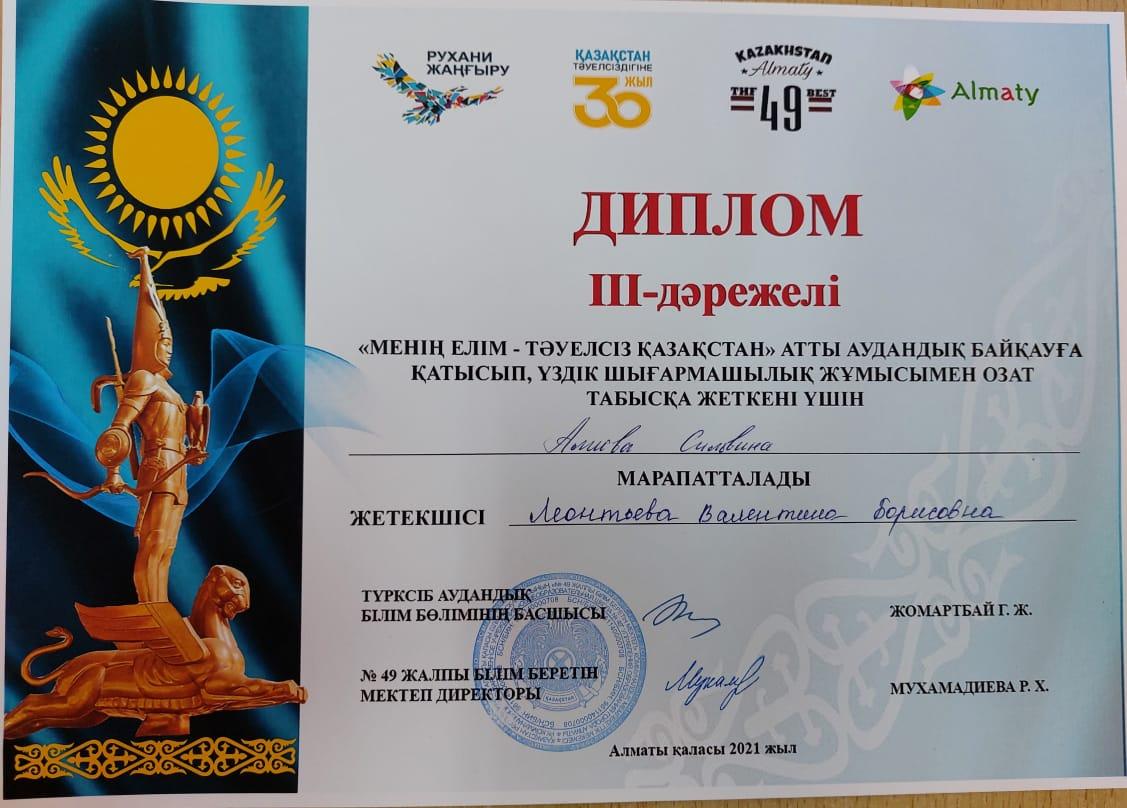 РУХАНИ
ЖАҢҒЫРУ
ҚАЗАҚСТАН
ТӘУЕЛСІЗДІГІНЕ
30 ЖЫЛ
KAZAKHSTAN
Almaty
THE 49 BEST
Almaty
ДИПЛОМ
ІІІ-дәрежелі
«МЕНІҢ ЕЛІМ - ТӘУЕЛСІЗ ҚАЗАҚСТАН» АТТЫ АУДАНДЫҚ БАЙҚАУҒА
ҚАТЫСЫП, ҮЗДІК ШЫҒАРМАШЫЛЫҚ ЖҰМЫСЫМЕН ОЗАТ
ТАБЫСҚА ЖЕТКЕНІ ҮШІН
Алиева Сильвина
МАРАПАТТАЛАДЫ
ЖЕТЕКШІСІ Леонтьева Валентина Борисовна
ТҮРКСІБ АУДАНДЫҚ
БІЛІМ БӨЛІМІНІҢ БАСШЫСЫ ЖОМАРТБАЙ Г. Ж.
№ 49 ЖАЛПЫ БІЛІМ БЕРЕТІН
МЕКТЕП ДИРЕКТОРЫ МУХАМАДИЕВА Р. Х.
Алматы қаласы 2021 жыл